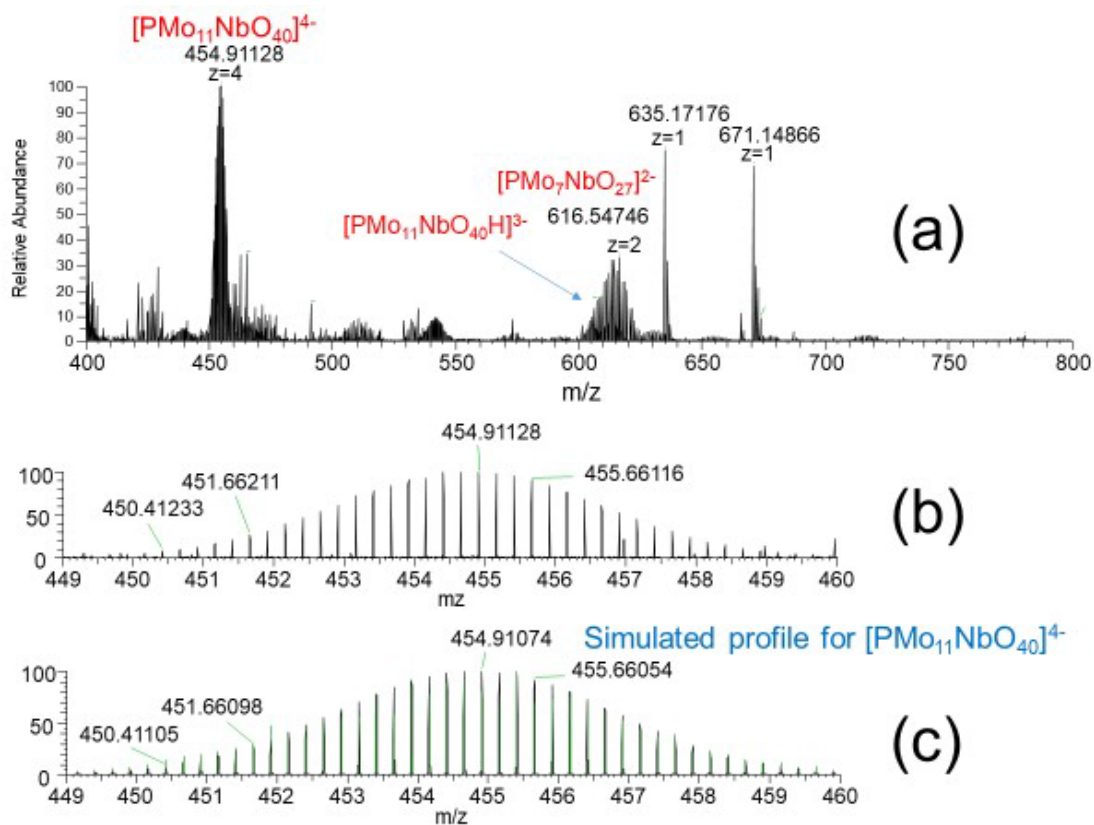 [PMo₁₁NbO₄₀]⁴⁻
454.91128
z=4
635.17176
z=1
671.14866
z=1
[PMo₇NbO₂₇]²⁻
616.54746
z=2
[PMo₁₁NbO₄₀H]³⁻
(a)
Relative Abundance
100
90
80
70
60
50
40
30
20
10
0
400 450 500 550 600 650 700 750 800
m/z
454.91128
451.66211
455.66116
450.41233
(b)
100
50
0
449 450 451 452 453 454 455 456 457 458 459 460
mz
454.91074
Simulated profile for [PMo₁₁NbO₄₀]⁴⁻
451.66098
455.66054
450.41105
(c)
100
50
0
449 450 451 452 453 454 455 456 457 458 459 460
m/z